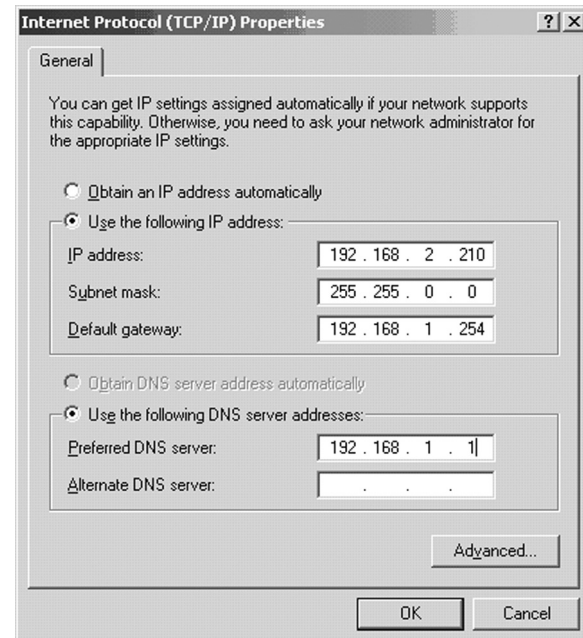 Internet Protocol (TCP/IP) Properties ? X
General
You can get IP settings assigned automatically if your network supports
this capability. Otherwise, you need to ask your network administrator for
the appropriate IP settings.
Obtain an IP address automatically
Use the following IP address:
IP address: 192 . 168 . 2 . 210
Subnet mask: 255 . 255 . 0 . 0
Default gateway: 192 . 168 . 1 . 254
Obtain DNS server address automatically
Use the following DNS server addresses:
Preferred DNS server: 192 . 168 . 1 . 1
Alternate DNS server: . . .
Advanced...
OK Cancel